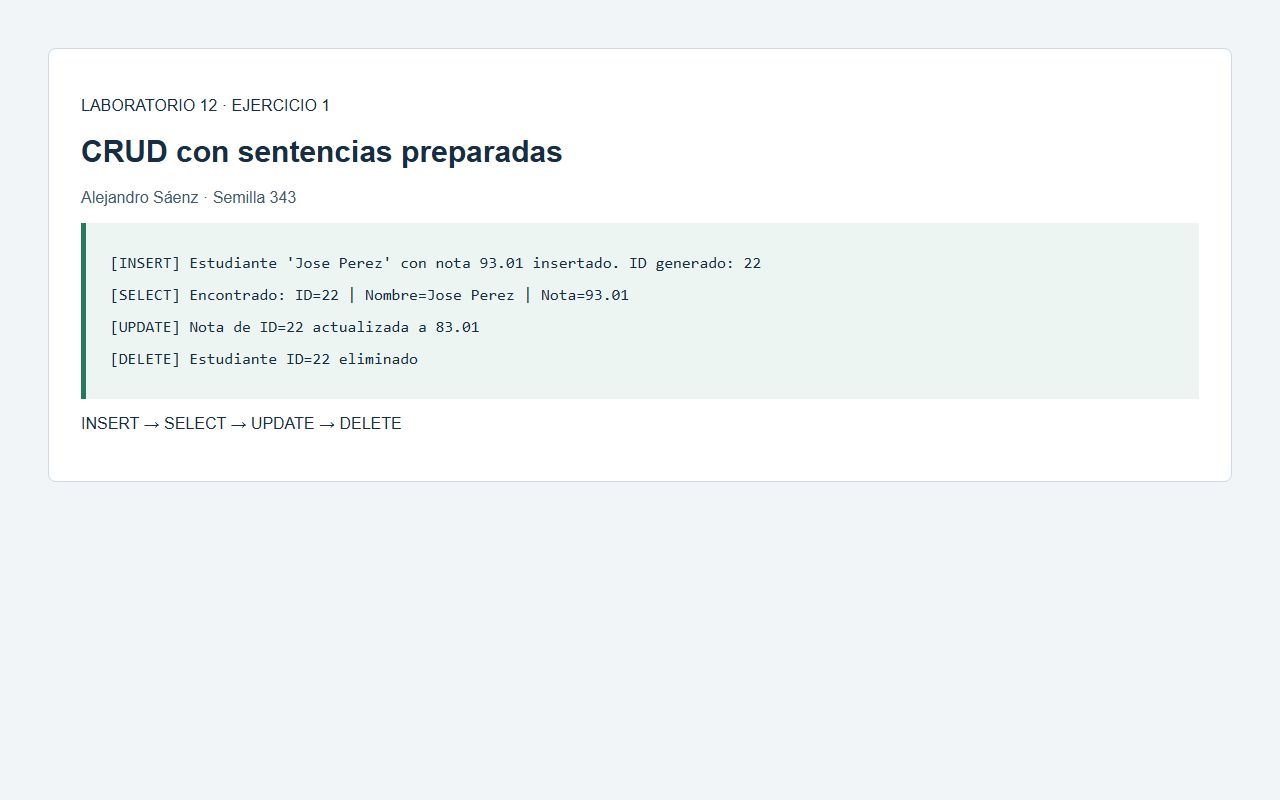 LABORATORIO 12 · EJERCICIO 1
CRUD con sentencias preparadas
Alejandro Sáenz · Semilla 343
[INSERT] Estudiante 'Jose Perez' con nota 93.01 insertado. ID generado: 22
[SELECT] Encontrado: ID=22 | Nombre=Jose Perez | Nota=93.01
[UPDATE] Nota de ID=22 actualizada a 83.01
[DELETE] Estudiante ID=22 eliminado
INSERT → SELECT → UPDATE → DELETE